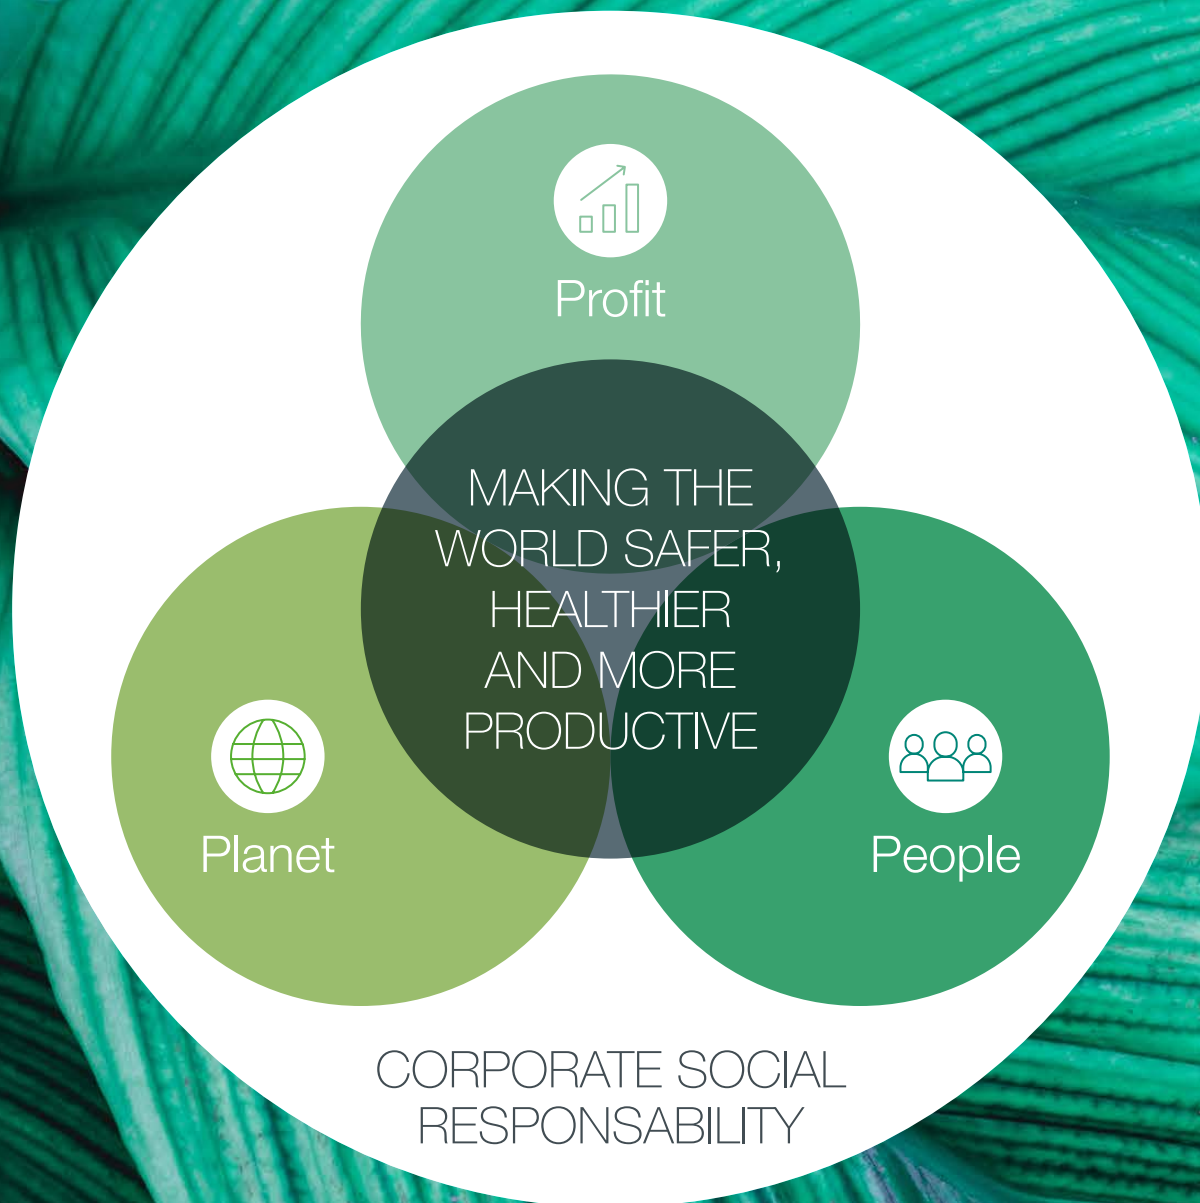 Profit
MAKING THE
WORLD SAFER,
HEALTHIER
AND MORE
PRODUCTIVE
Planet
People
CORPORATE SOCIAL
RESPONSABILITY